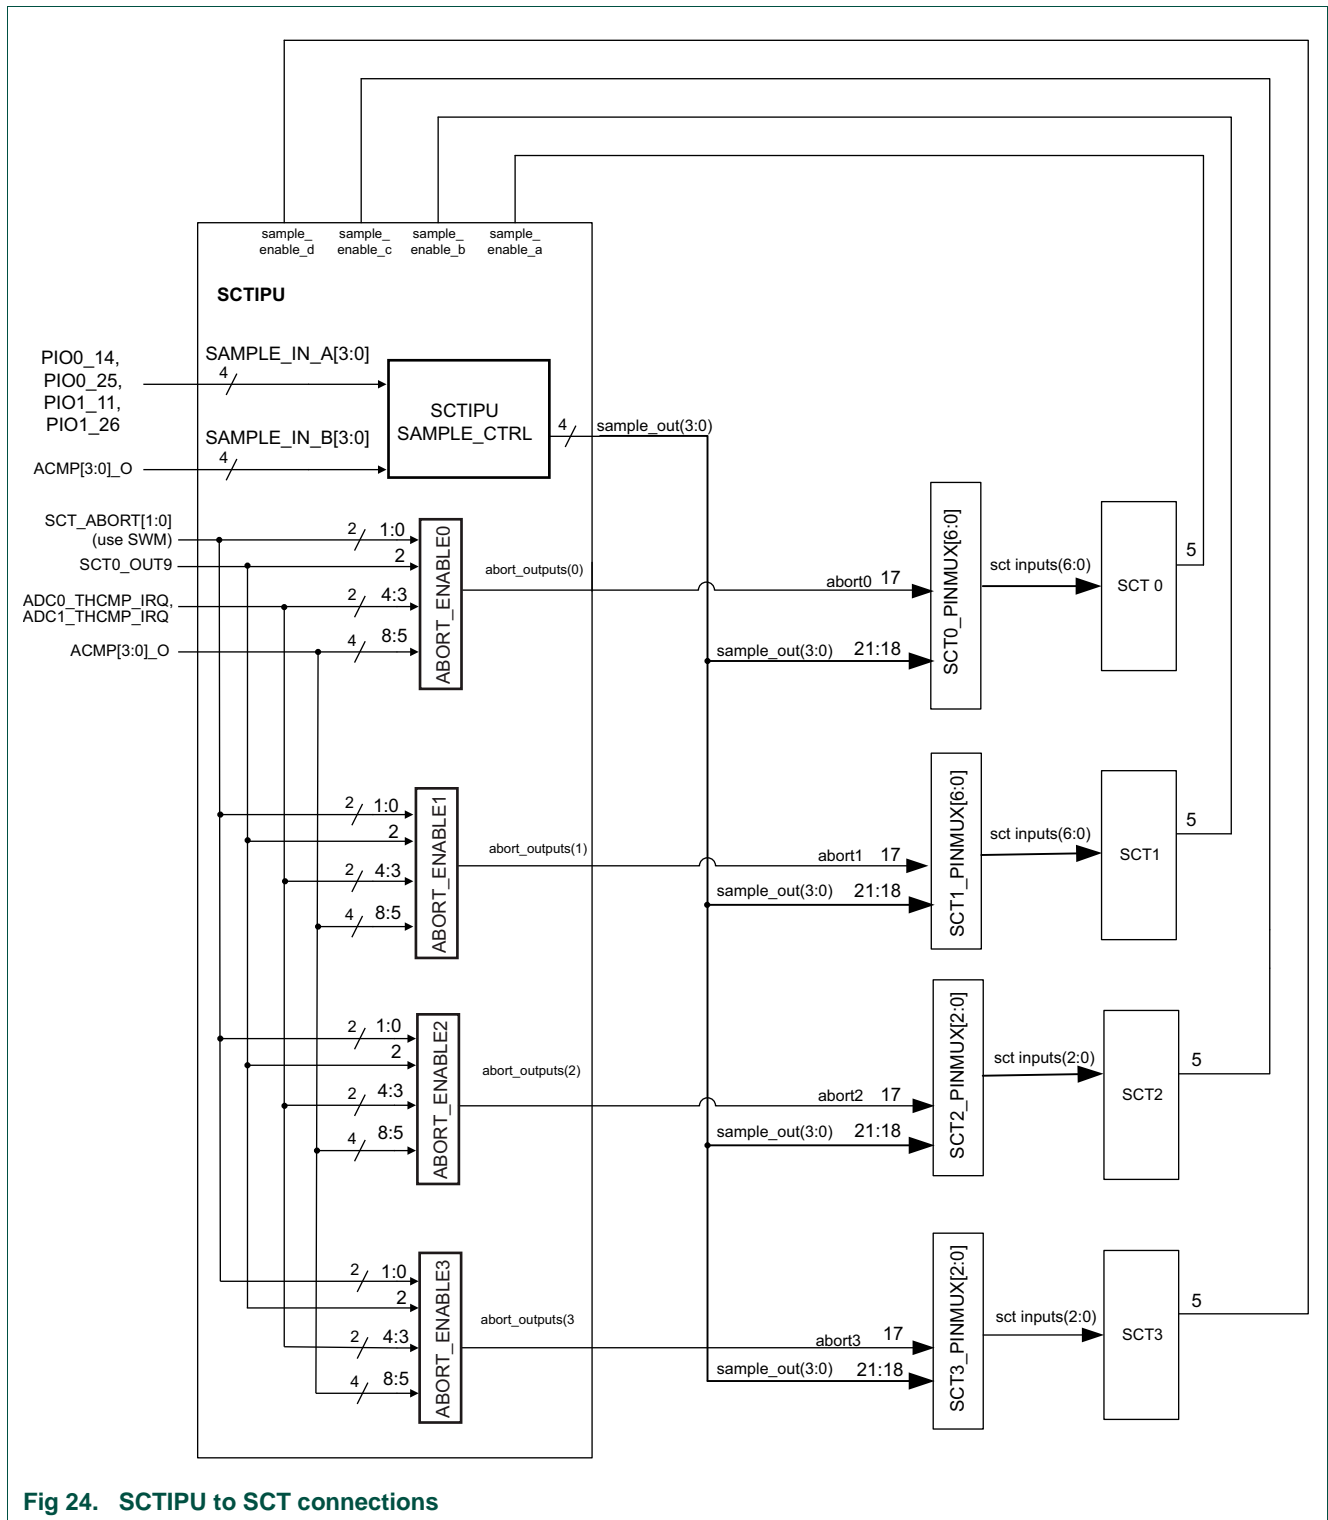 sample_
enable_d
sample_
enable_c
sample_
enable_b
sample_
enable_a
SCTIPU
PIO0_14,
PIO0_25,
PIO1_11,
PIO1_26
SAMPLE_IN_A[3:0]
4
SAMPLE_IN_B[3:0]
4
ACMP[3:0]_O
SCTIPU
SAMPLE_CTRL
4
sample_out(3:0)
SCT_ABORT[1:0]
(use SWM)
SCT0_OUT9
ADC0_THCMP_IRQ,
ADC1_THCMP_IRQ
ACMP[3:0]_O
2
1:0
2
2
4:3
4
8:5
ABORT_ENABLE0
abort_outputs(0)
abort0
17
sample_out(3:0)
21:18
SCT0_PINMUX[6:0]
sct inputs(6:0)
SCT 0
5
2
1:0
2
2
4:3
4
8:5
ABORT_ENABLE1
abort_outputs(1)
abort1
17
sample_out(3:0)
21:18
SCT1_PINMUX[6:0]
sct inputs(6:0)
SCT1
5
2
1:0
2
2
4:3
4
8:5
ABORT_ENABLE2
abort_outputs(2)
abort2
17
sample_out(3:0)
21:18
SCT2_PINMUX[2:0]
sct inputs(2:0)
SCT2
5
2
1:0
2
2
4:3
4
8:5
ABORT_ENABLE3
abort_outputs(3
abort3
17
sample_out(3:0)
21:18
SCT3_PINMUX[2:0]
sct inputs(2:0)
SCT3
5
Fig 24. SCTIPU to SCT connections